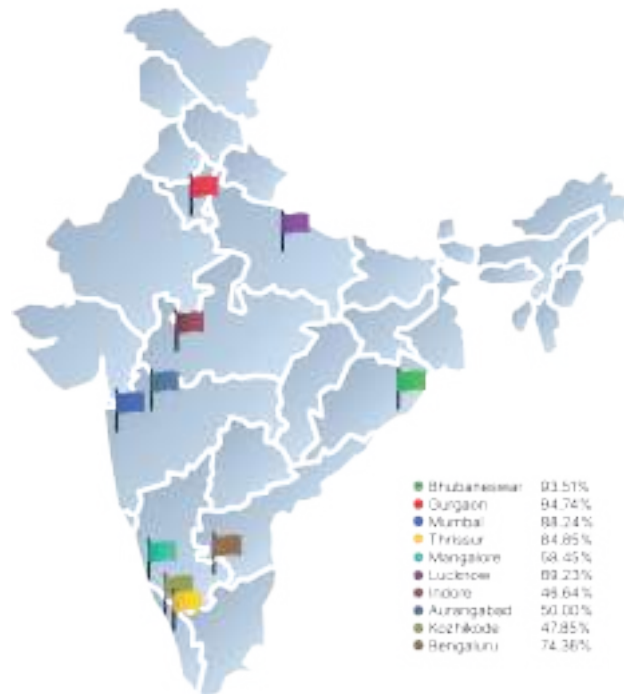 Bhubaneswar 93.51%
Gurgaon 94.74%
Mumbai 88.24%
Thrissur 84.85%
Mangalore 58.45%
Lucknow 69.23%
Indore 46.64%
Aurangabad 50.00%
Kozhikode 47.85%
Bengaluru 74.36%